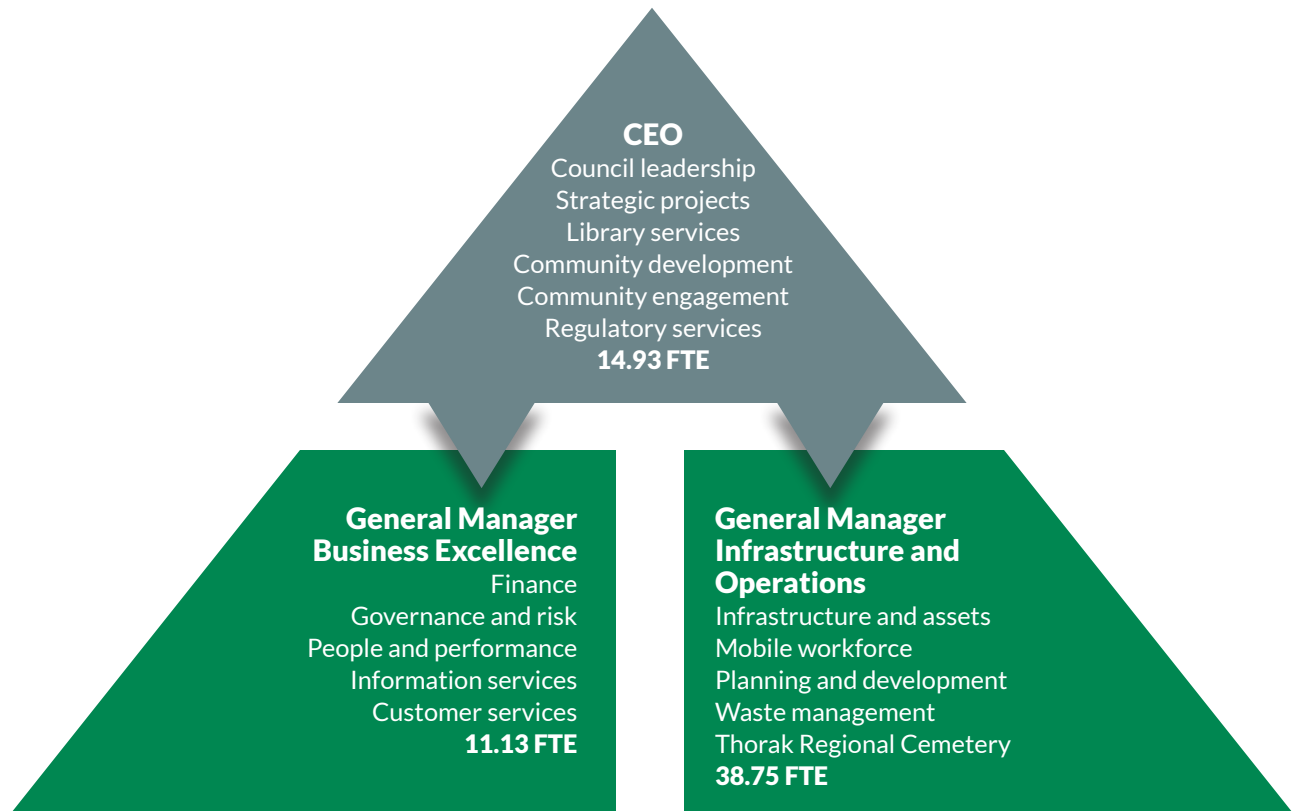 CEO
Council leadership
Strategic projects
Library services
Community development
Community engagement
Regulatory services
14.93 FTE
General Manager
Business Excellence
Finance
Governance and risk
People and performance
Information services
Customer services
11.13 FTE
General Manager
Infrastructure and
Operations
Infrastructure and assets
Mobile workforce
Planning and development
Waste management
Thorak Regional Cemetery
38.75 FTE